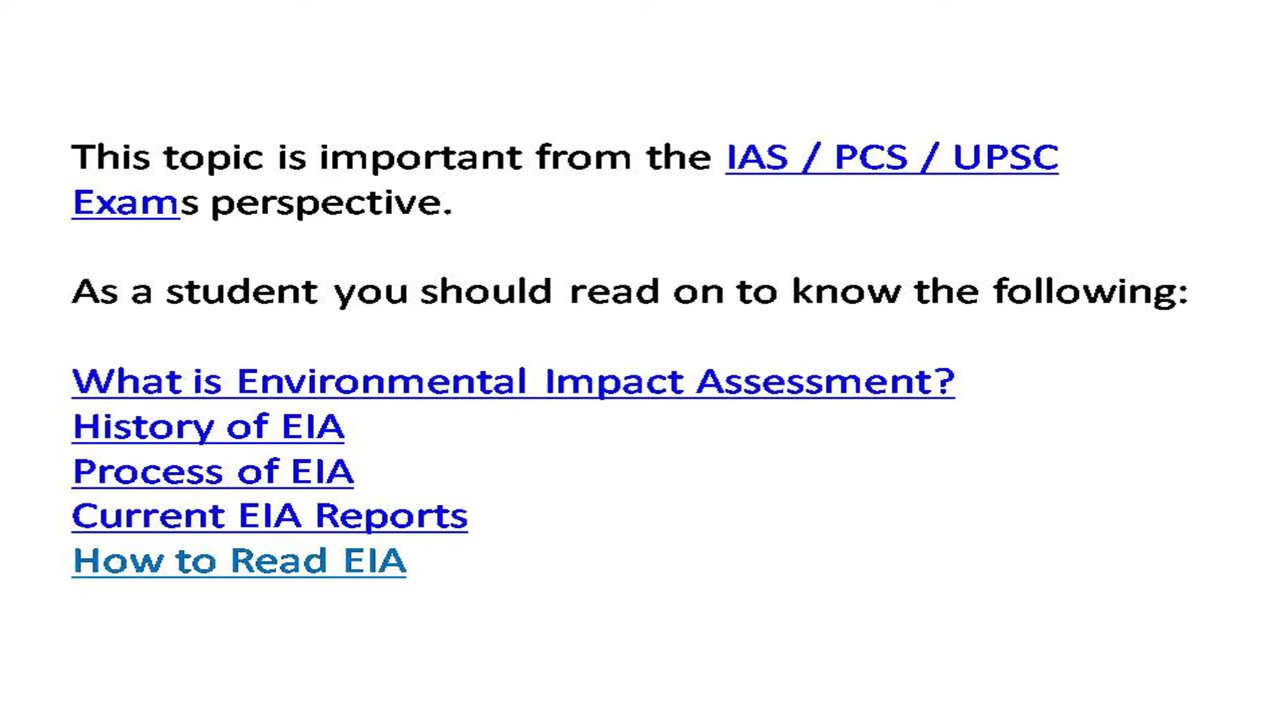 This topic is important from the IAS / PCS / UPSC
Exams perspective.
As a student you should read on to know the following:
What is Environmental Impact Assessment?
History of EIA
Process of EIA
Current EIA Reports
How to Read EIA